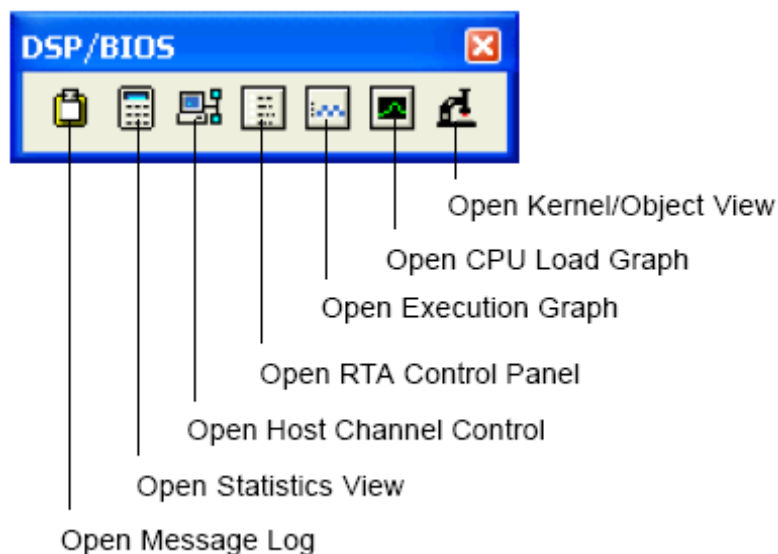 DSP/BIOS
Open Kernel/Object View
Open CPU Load Graph
Open Execution Graph
Open RTA Control Panel
Open Host Channel Control
Open Statistics View
Open Message Log